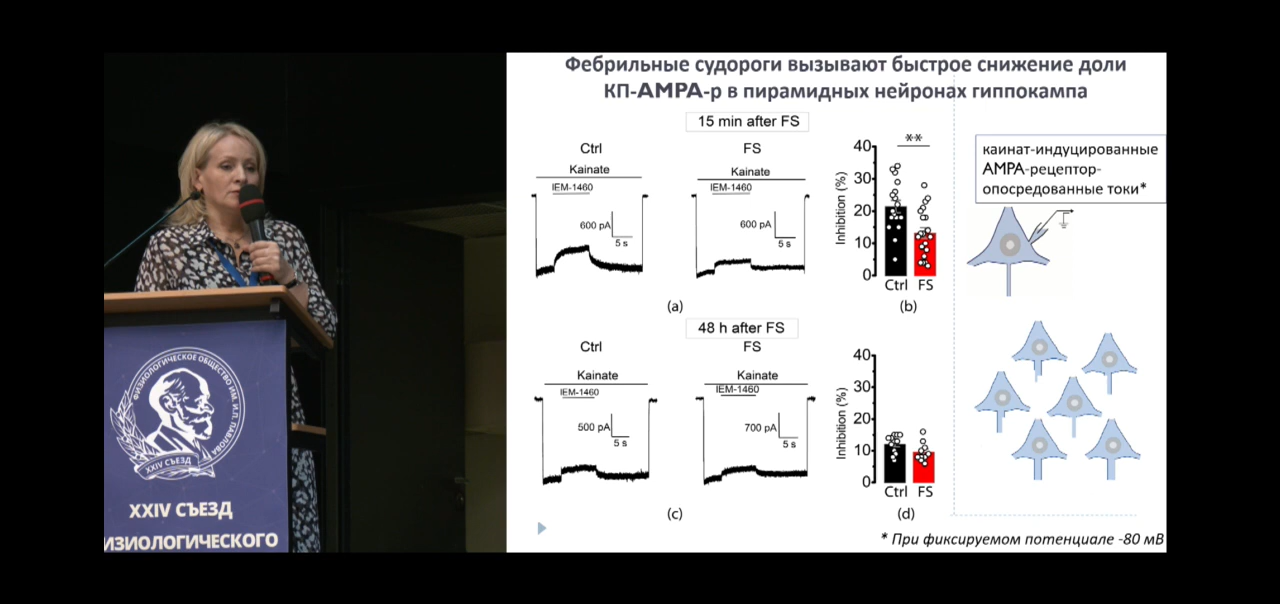 Фебрильные судороги вызывают быстрое снижение доли
КП-АМРА-р в пирамидных нейронах гиппокампа
15 min after FS
Ctrl
FS
Kainate
Kainate
IEM-1460
IEM-1460
600 pA
5 s
600 pA
5 s
(a)
**
40
30
20
10
0
Inhibition (%)
Ctrl FS
(b)
каинат-индуцированные
АМРА-рецептор-
опосредованные токи*
48 h after FS
Ctrl
FS
Kainate
Kainate
IEM-1460
IEM-1460
500 pA
5 s
700 pA
5 s
(c)
40
30
20
10
0
Inhibition (%)
Ctrl FS
(d)
* При фиксируемом потенциале -80 мВ
ФИЗИОЛОГИЧЕСКОЕ ОБЩЕСТВО ИМ. И.П. ПАВЛОВА
XXIV СЪЕЗД
XXIV СЪЕЗД
ИЗИОЛОГИЧЕСКОГО